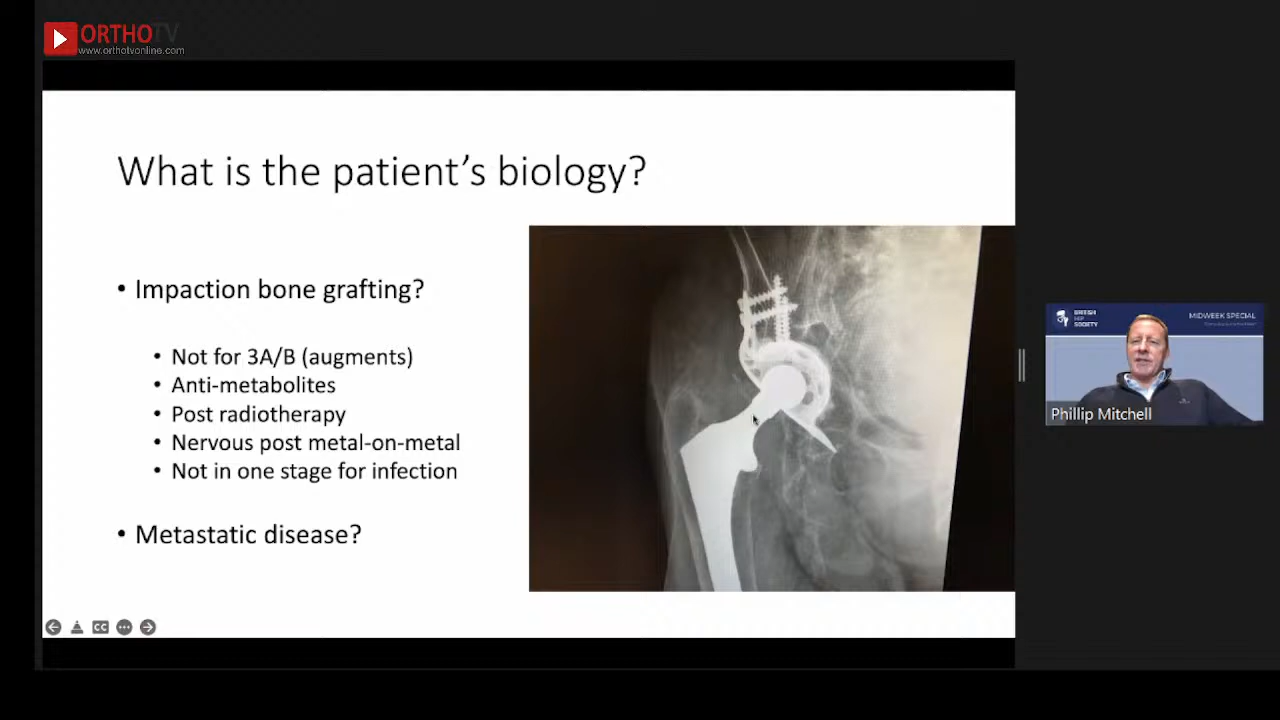 ORTHOTV
www.orthotvonline.com
What is the patient's biology?
• Impaction bone grafting?
• Not for 3A/B (augments)
• Anti-metabolites
• Post radiotherapy
• Nervous post metal-on-metal
• Not in one stage for infection
• Metastatic disease?
CC
BRITISH
HIP
SOCIETY
MIDWEEK SPECIAL
Phillip Mitchell